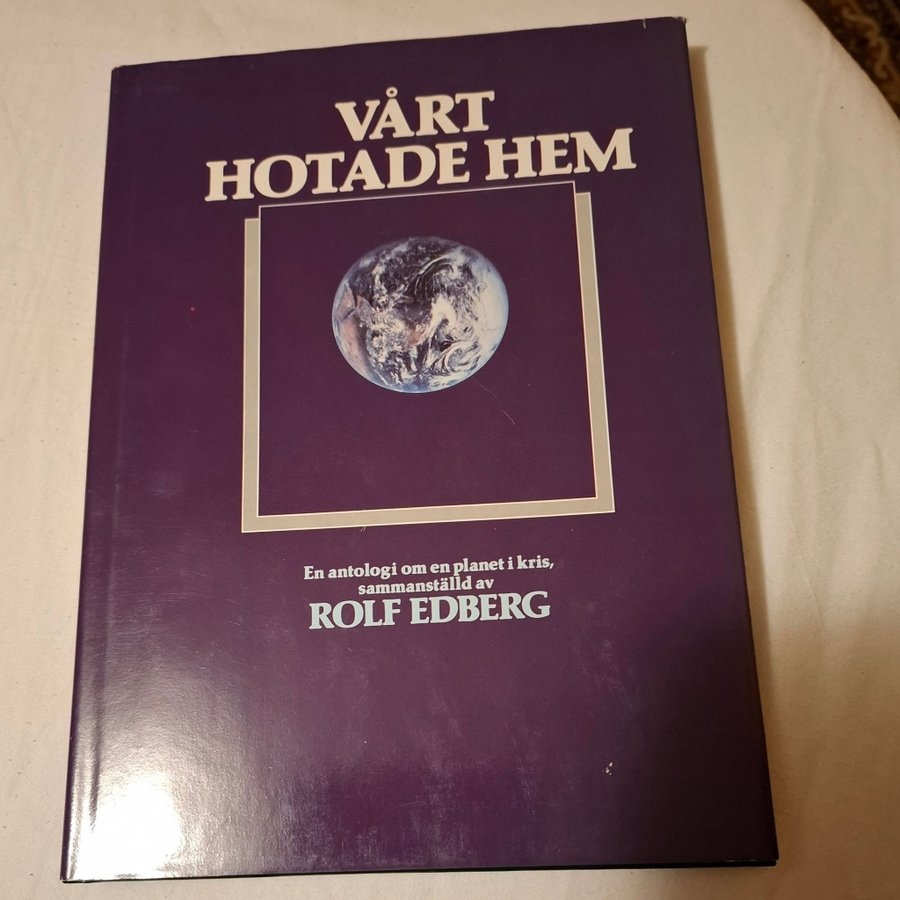 VÅRT
HOTADE HEM
En antologi om en planet i kris,
sammanställd av
ROLF EDBERG